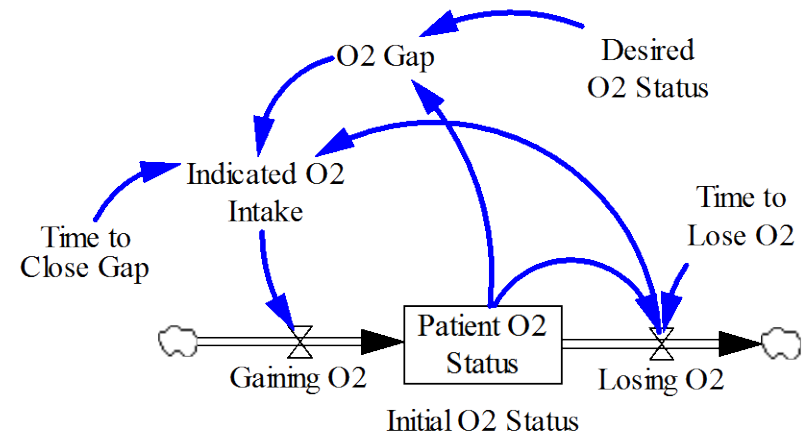 O2 Gap
Desired
O2 Status
Indicated O2
Intake
Time to
Close Gap
Time to
Lose O2
Patient O2
Status
Gaining O2
Losing O2
Initial O2 Status